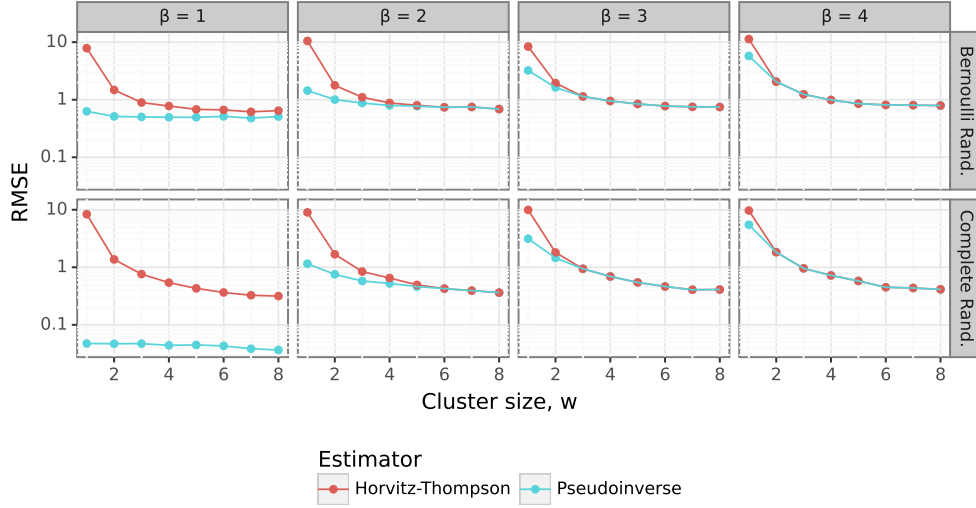 β = 1
β = 2
β = 3
β = 4
10
1
0.1
Bernoulli Rand.
10
1
0.1
Complete Rand.
RMSE
2 4 6 8
2 4 6 8
2 4 6 8
2 4 6 8
Cluster size, w
Estimator
Horvitz-Thompson
Pseudoinverse